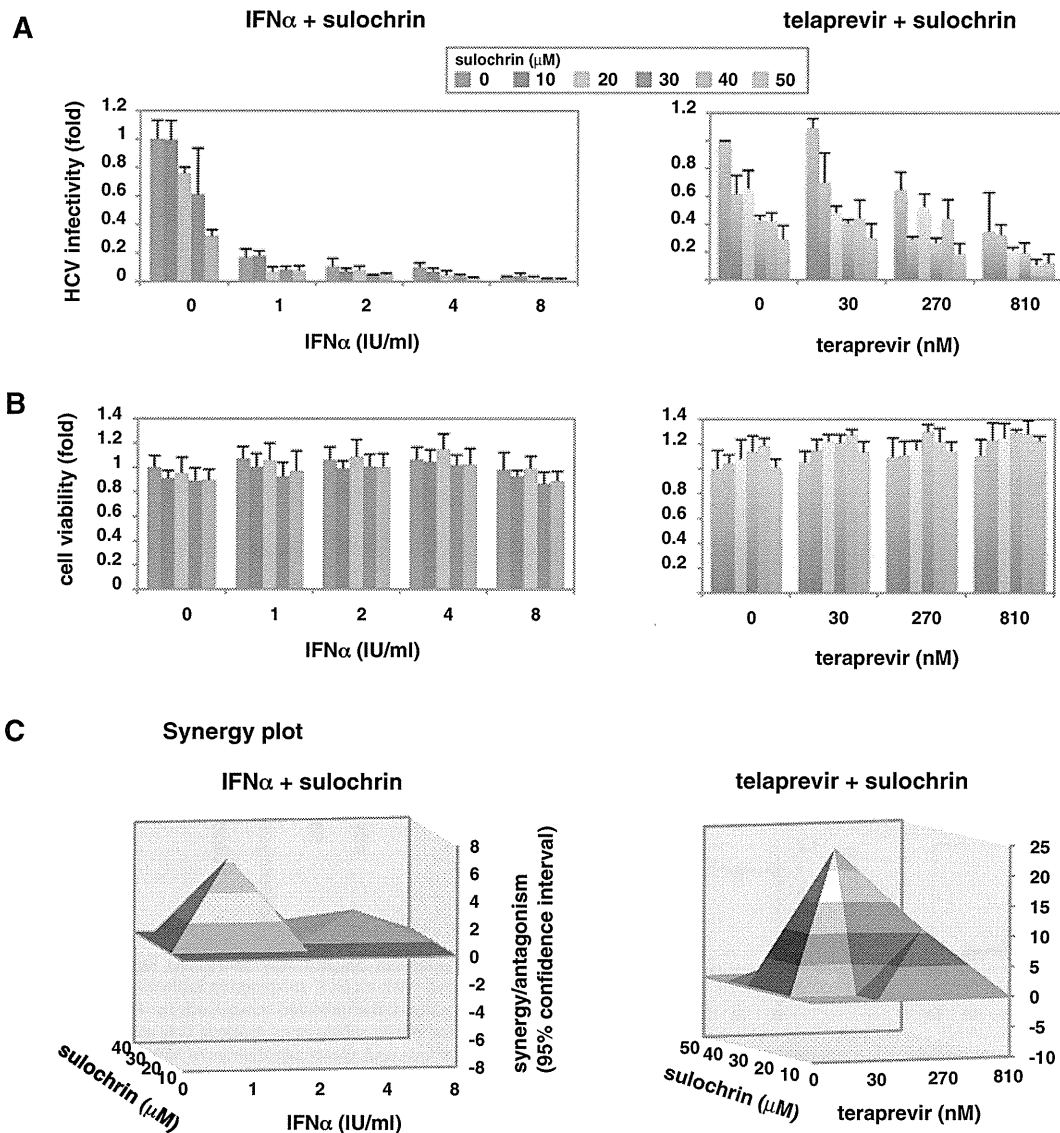 A
IFNα + sulochrin
telaprevir + sulochrin
sulochrin (μM)
0 10 20 30 40 50
HCV infectivity (fold)
1.2
1
0.8
0.6
0.4
0.2
0
0 1 2 4 8
IFNα (IU/ml)
1.2
0.8
0.6
0.4
0.2
0 30 270 810
teraprevir (nM)
B
cell viability (fold)
1.4
1.2
1
0.8
0.6
0.4
0.2
0
0 1 2 4 8
IFNα (IU/ml)
1.4
1.2
1.0
0.8
0.6
0.4
0.2
0 30 270 810
teraprevir (nM)
C
Synergy plot
IFNα + sulochrin
8
6
4
2
0
-2
-4
-6
-8
synergy/antagonism
(95% confidence interval)
40 30 20 10
sulochrin (μM)
0 1 2 4 8
IFNα (IU/ml)
telaprevir + sulochrin
25
20
15
10
5
0
-5
-10
50 40 30 20 10
sulochrin (μM)
0 30 270 810
teraprevir (nM)